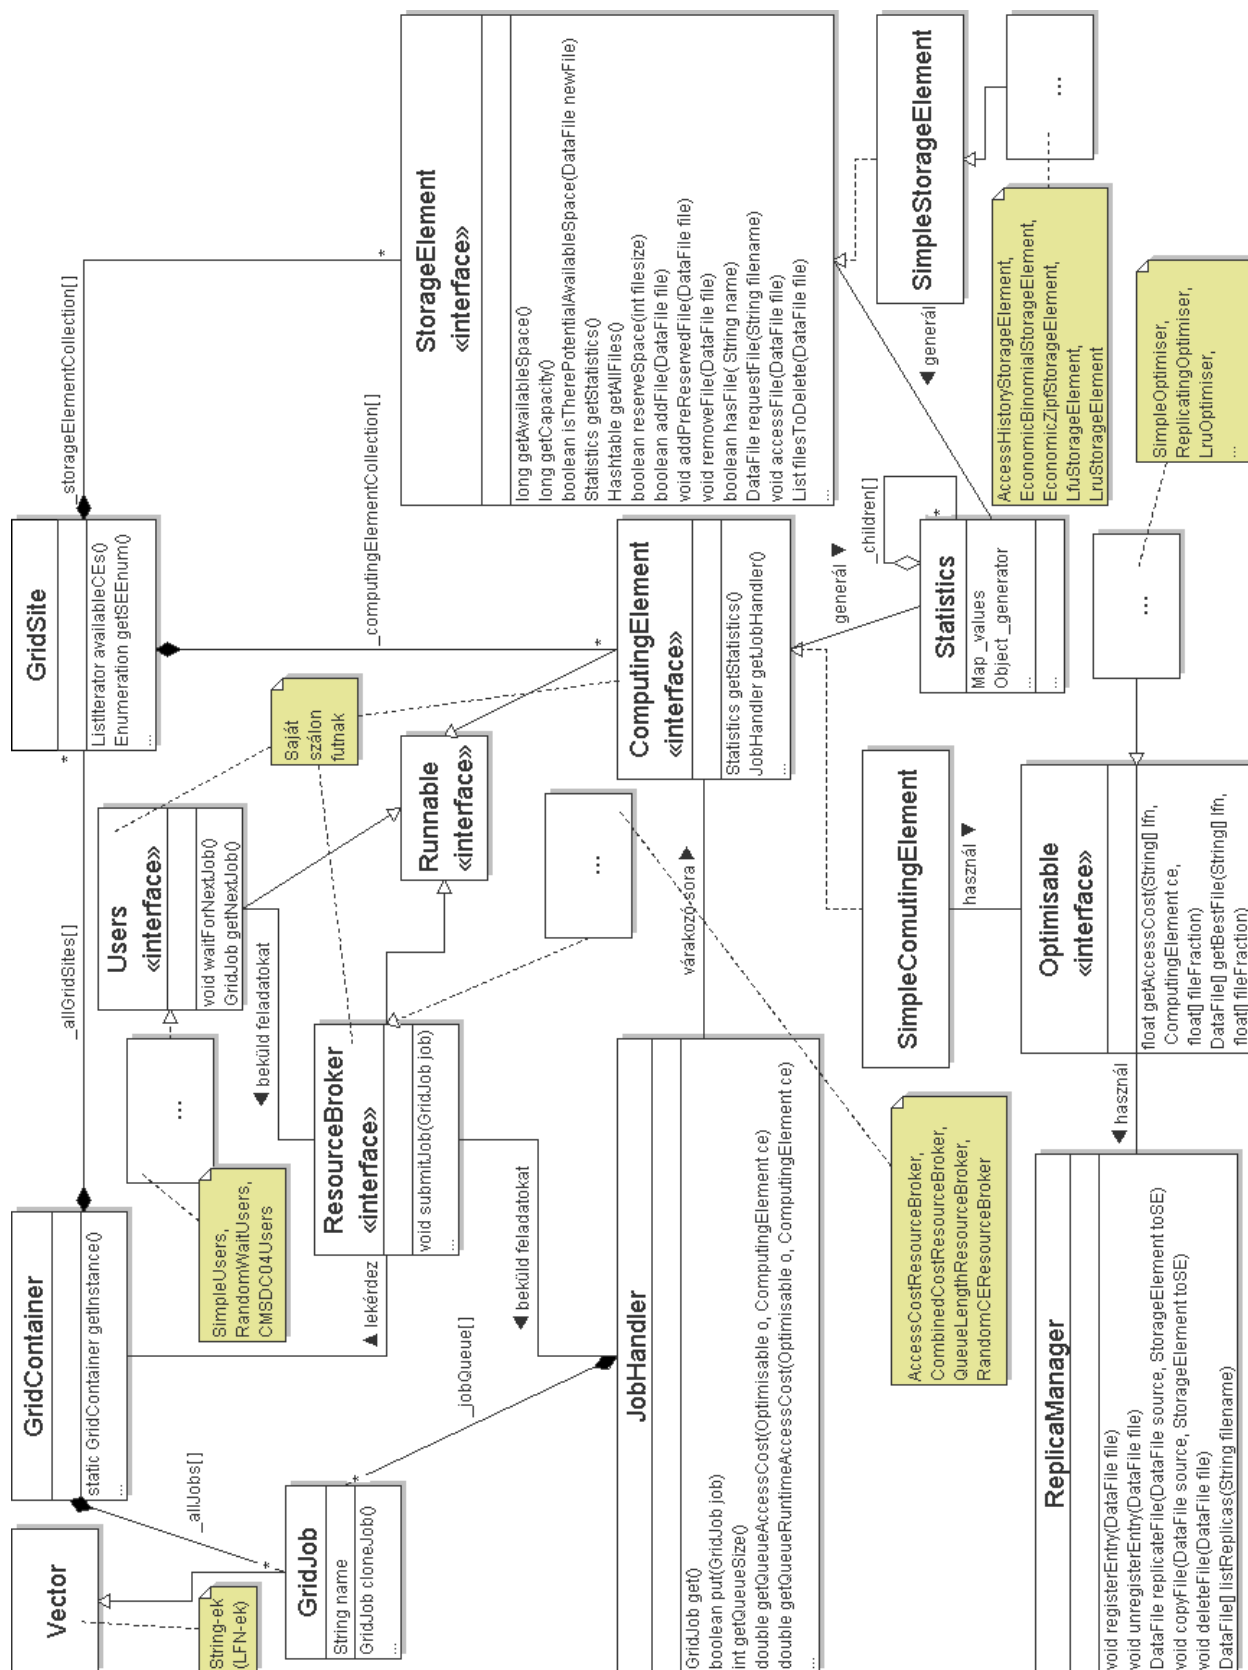 Vector
String-ek
(LFN-ek)
GridContainer
static GridContainer getInstance()
...
_allGridSites[]
*
GridSite
ListIterator availableCEs()
Enumeration getSEEnum()
...
_storageElementCollection[]
*
_computingElementCollection[]
*
_allJobs[]
*
GridJob
String name
GridJob cloneJob()
...
SimpleUsers,
RandomWaitUsers,
CMSDC04Users
...
Users
«interface»
void waitForNextJob()
GridJob getNextJob()
Saját
szálon
futnak
◀ beküld feladatokat
ResourceBroker
«interface»
void submitJob(GridJob job)
...
▲ lekérdez
Runnable
«interface»
StorageElement
«interface»
long getAvailableSpace()
long getCapacity()
boolean isTherePotentialAvailableSpace(DataFile newFile)
Statistics getStatistics()
Hashtable getAllFiles()
boolean reserveSpace(int filesize)
boolean addFile(DataFile file)
void addPreReservedFile(DataFile file)
void removeFile(DataFile file)
boolean hasFile( String name)
DataFile requestFile(String filename)
void accessFile(DataFile file)
List filesToDelete(DataFile file)
...
_jobQueue[]
*
◀ beküld feladatokat
...
ComputingElement
«interface»
Statistics getStatistics()
JobHandler getJobHandler()
...
JobHandler
GridJob get()
boolean put(GridJob job)
int getQueueSize()
double getQueueAccessCost(Optimisable o, ComputingElement ce)
double getQueueRuntimeAccessCost(Optimisable o, ComputingElement ce)
...
várakozó-sora ▶
generál ▼
_children[]
*
◀ generál
Statistics
Map _values
Object _generator
...
...
SimpleStorageElement
...
AccessHistoryStorageElement,
EconomicBinomialStorageElement,
EconomicZipfStorageElement,
LfuStorageElement,
LruStorageElement
AccessCostResourceBroker,
CombinedCostResourceBroker,
QueueLengthResourceBroker,
RandomCEResourceBroker
SimpleComutingElement
használ ▼
Optimisable
«interface»
float getAccessCost(String[] lfn,
ComputingElement ce,
float[] fileFraction)
DataFile[] getBestFile(String[] lfn,
float[] fileFraction)
...
SimpleOptimiser,
ReplicatingOptimiser,
LruOptimiser,
...
◀ használ
ReplicaManager
void registerEntry(DataFile file)
void unregisterEntry(DataFile file)
DataFile replicateFile(DataFile source, StorageElement toSE)
void copyFile(DataFile source, StorageElement toSE)
void deleteFile(DataFile file)
DataFile[] listReplicas(String filename)